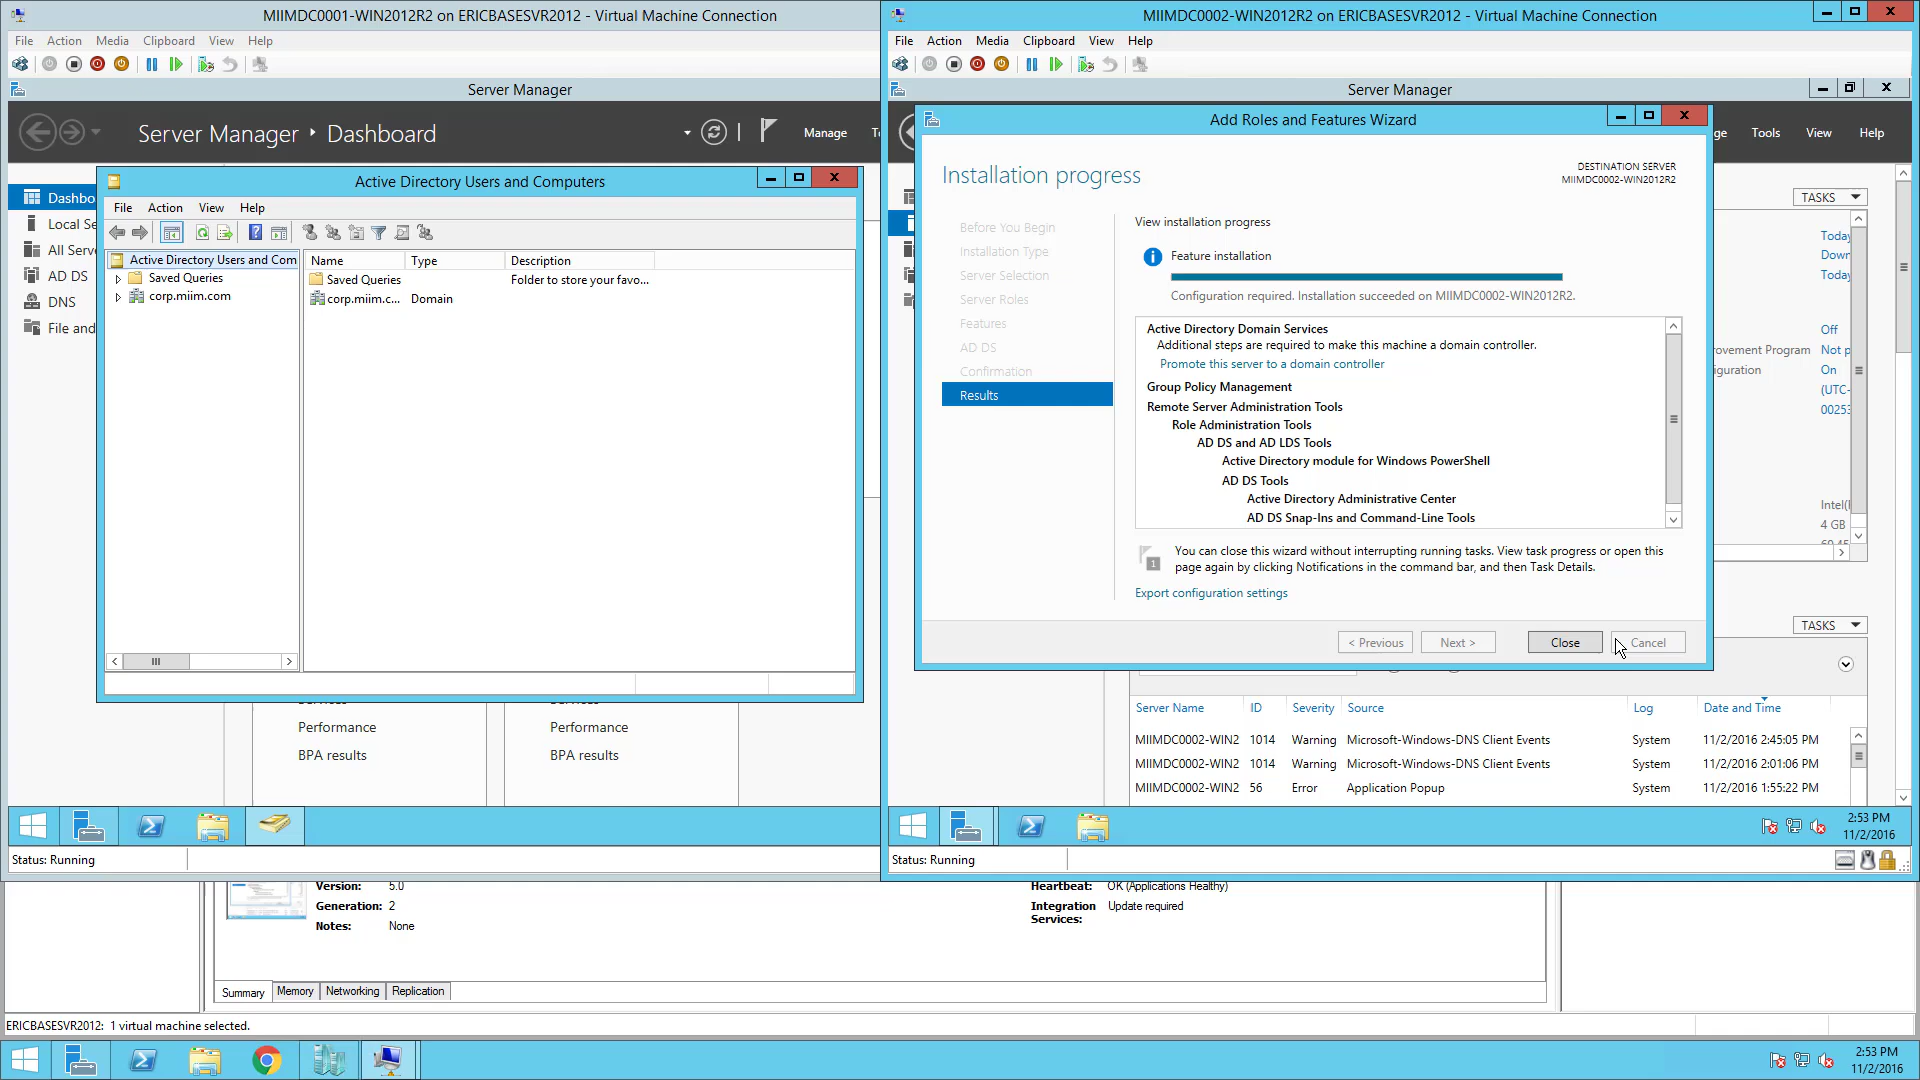 MIIMDC0001-WIN2012R2 on ERICBASESVR2012 - Virtual Machine Connection
File Action Media Clipboard View Help
Server Manager
Server Manager ‣ Dashboard
Manage
Dashbo
Local Se
All Serve
AD DS
DNS
File and
Active Directory Users and Computers
File Action View Help
Active Directory Users and Com
Saved Queries
corp.miim.com
Name Type Description
Saved Queries Folder to store your favo...
corp.miim.c... Domain
Performance Performance
BPA results BPA results
Status: Running
MIIMDC0002-WIN2012R2 on ERICBASESVR2012 - Virtual Machine Connection
File Action Media Clipboard View Help
Server Manager
ge Tools View Help
Add Roles and Features Wizard
Installation progress
DESTINATION SERVER
MIIMDC0002-WIN2012R2
Before You Begin
Installation Type
Server Selection
Server Roles
Features
AD DS
Confirmation
Results
View installation progress
Feature installation
Configuration required. Installation succeeded on MIIMDC0002-WIN2012R2.
Active Directory Domain Services
Additional steps are required to make this machine a domain controller.
Promote this server to a domain controller
Group Policy Management
Remote Server Administration Tools
Role Administration Tools
AD DS and AD LDS Tools
Active Directory module for Windows PowerShell
AD DS Tools
Active Directory Administrative Center
AD DS Snap-Ins and Command-Line Tools
1
You can close this wizard without interrupting running tasks. View task progress or open this
page again by clicking Notifications in the command bar, and then Task Details.
Export configuration settings
< Previous Next > Close Cancel
TASKS
Today
Down
Today
Off
rovement Program Not p
iguration On
(UTC-
00253
Intel(
4 GB
TASKS
Server Name ID Severity Source Log Date and Time
MIIMDC0002-WIN2 1014 Warning Microsoft-Windows-DNS Client Events System 11/2/2016 2:45:05 PM
MIIMDC0002-WIN2 1014 Warning Microsoft-Windows-DNS Client Events System 11/2/2016 2:01:06 PM
MIIMDC0002-WIN2 56 Error Application Popup System 11/2/2016 1:55:22 PM
2:53 PM
11/2/2016
Status: Running
Version: 5.0
Generation: 2
Notes: None
Heartbeat: OK (Applications Healthy)
Integration Services: Update required
Summary Memory Networking Replication
ERICBASESVR2012: 1 virtual machine selected.
2:53 PM
11/2/2016